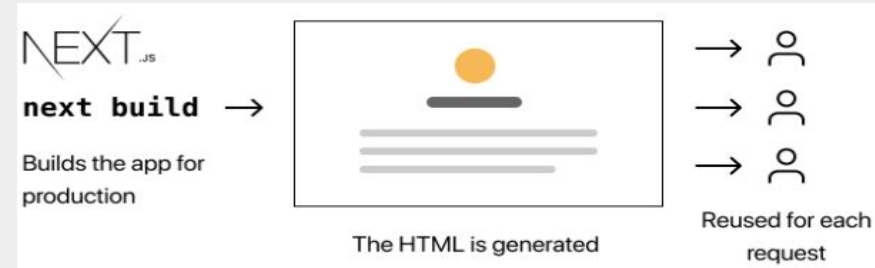 NEXT.JS
next build
Builds the app for
production
The HTML is generated
Reused for each
request